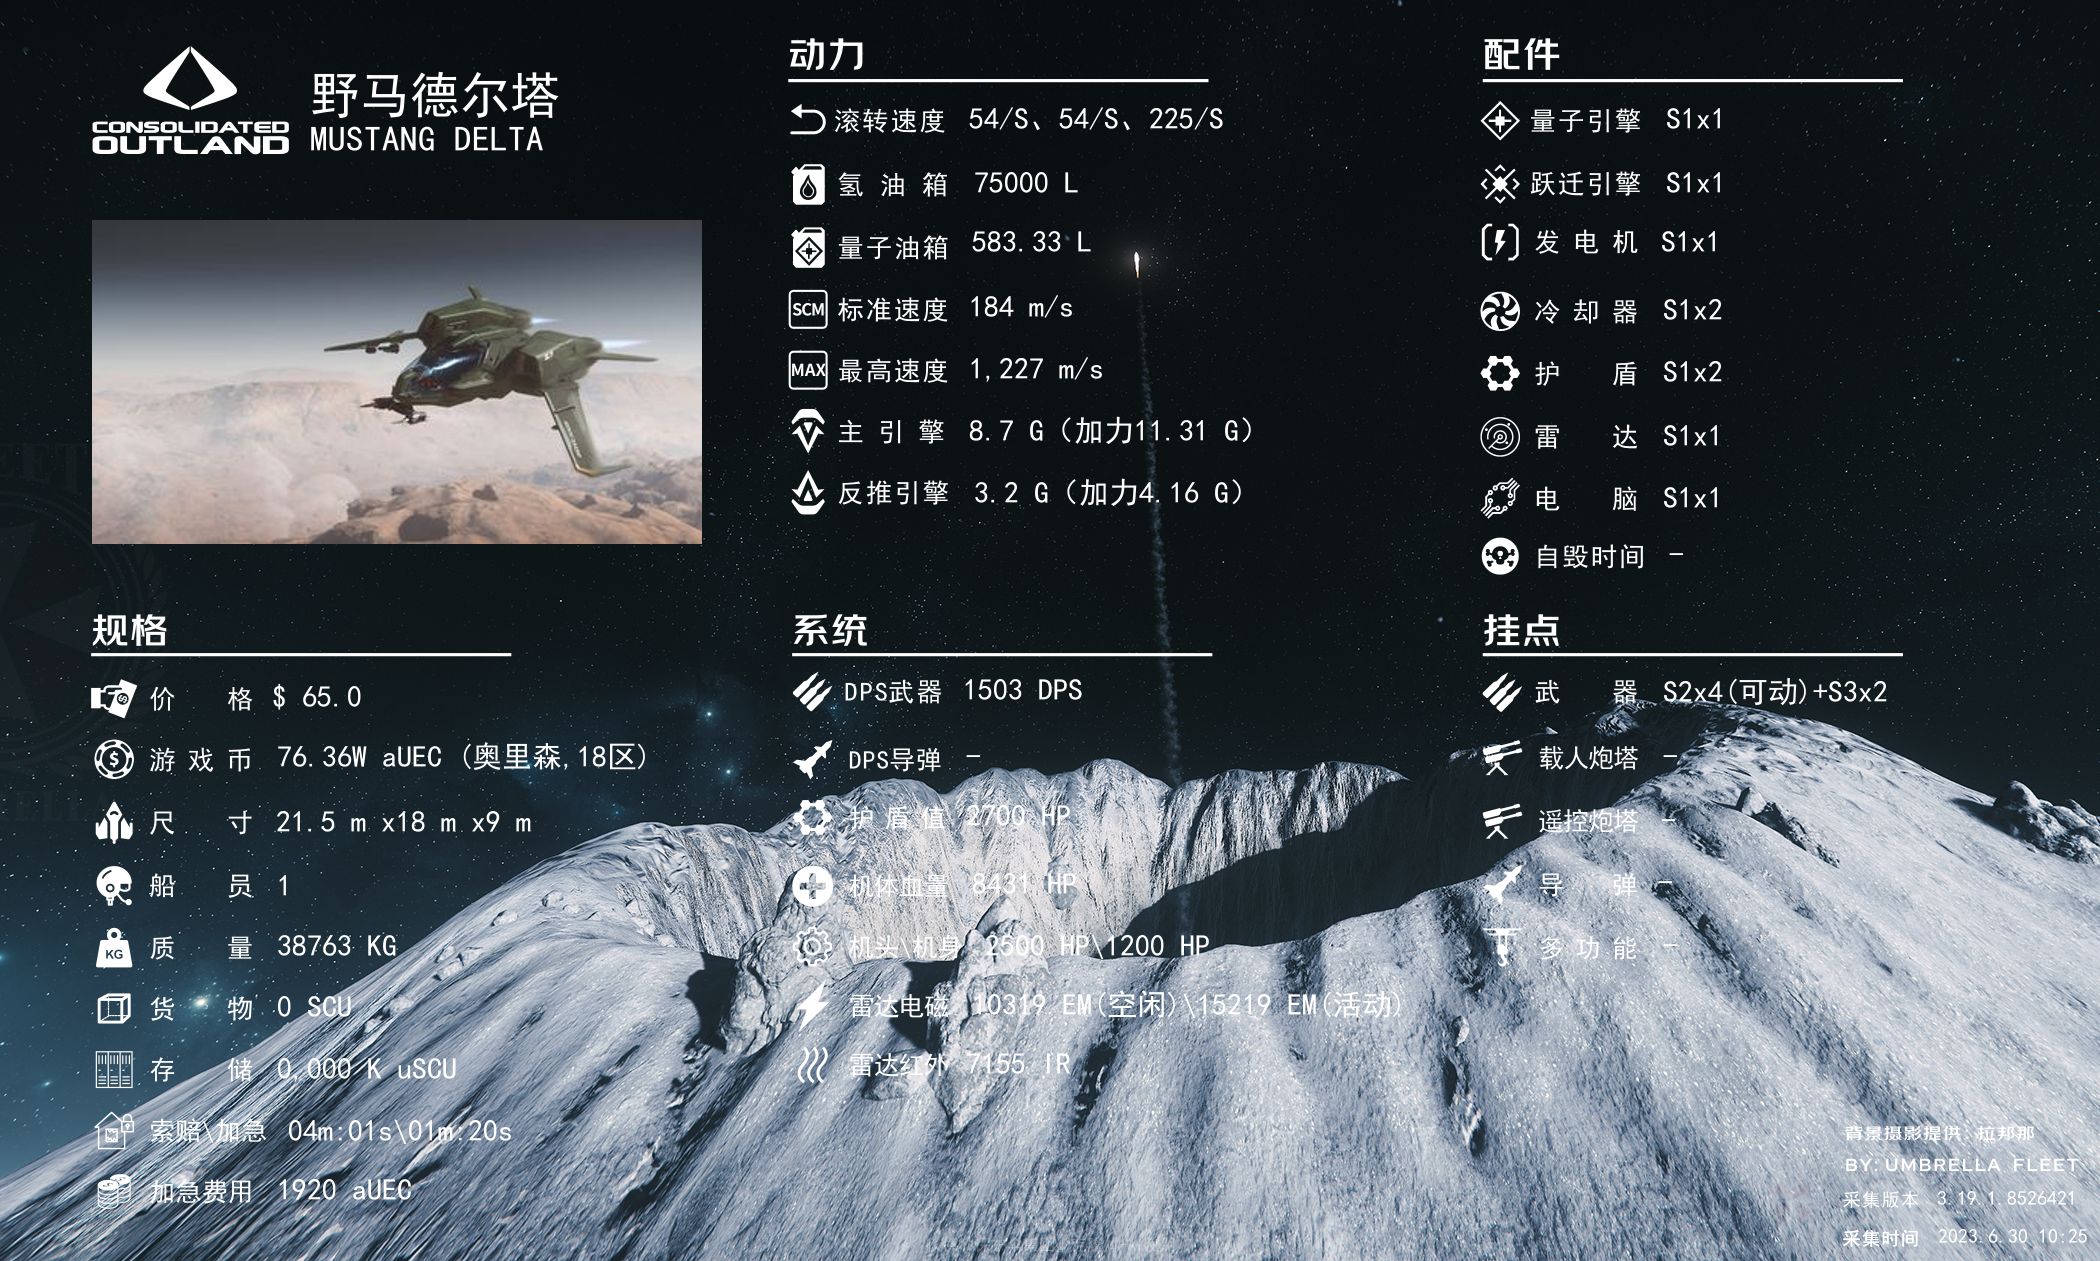 CONSOLIDATED
OUTLAND
野马德尔塔
MUSTANG DELTA
动力
滚转速度 54/S、54/S、225/S
氢油箱 75000 L
量子油箱 583.33 L
SCM 标准速度 184 m/s
MAX 最高速度 1,227 m/s
主引擎 8.7 G（加力11.31 G）
反推引擎 3.2 G（加力4.16 G）
配件
量子引擎 S1x1
跃迁引擎 S1x1
发电机 S1x1
冷却器 S1x2
护盾 S1x2
雷达 S1x1
电脑 S1x1
自毁时间 -
规格
价格 $ 65.0
游戏币 76.36W aUEC (奥里森,18区)
尺寸 21.5 m x18 m x9 m
船员 1
KG 质量 38763 KG
货物 0 SCU
存储 0,000 K uSCU
索赔\加急 04m:01s\01m:20s
加急费用 1920 aUEC
系统
DPS武器 1503 DPS
DPS导弹 -
护盾值 2700 HP
机体血量 8431 HP
机头\机身 2500 HP\1200 HP
雷达电磁 10319 EM(空闲)\15219 EM(活动)
雷达红外 7155 IR
挂点
武器 S2x4(可动)+S3x2
载人炮塔 -
遥控炮塔 -
导弹 -
多功能 -
背景摄影提供：拉邦那
BY: UMBRELLA FLEET
采集版本 3.19.1.8526421
采集时间 2023.6.30 10:25